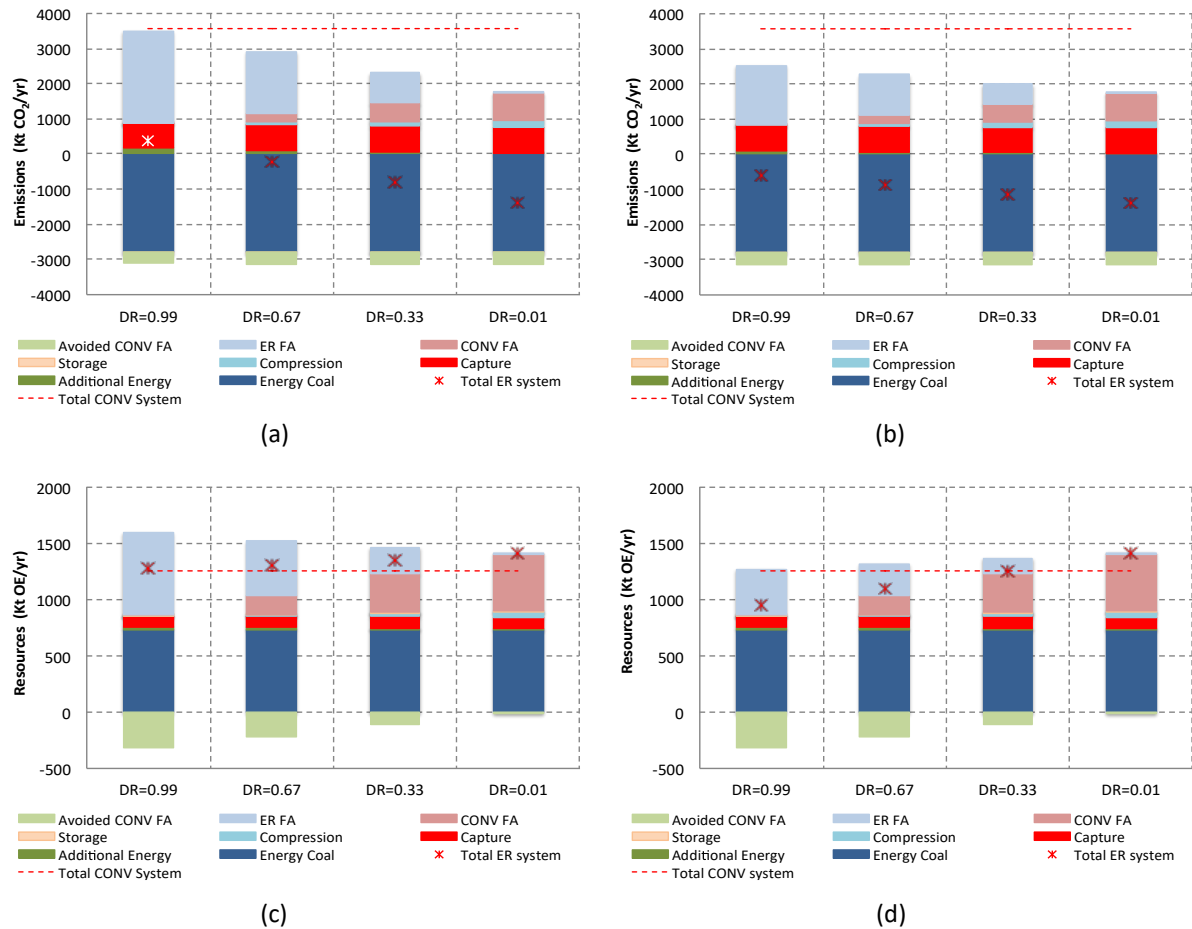 4000
3000
2000
1000
0
-1000
-2000
-3000
-4000
Emissions (Kt CO₂/yr)
DR=0.99 DR=0.67 DR=0.33 DR=0.01
Avoided CONV FA ER FA CONV FA
Storage Compression Capture
Additional Energy Energy Coal Total ER system
Total CONV System
(a)
4000
3000
2000
1000
0
-1000
-2000
-3000
-4000
Emissions (Kt CO₂/yr)
DR=0.99 DR=0.67 DR=0.33 DR=0.01
Avoided CONV FA ER FA CONV FA
Storage Compression Capture
Additional Energy Energy Coal Total ER system
Total CONV System
(b)
2000
1500
1000
500
0
-500
Resources (Kt OE/yr)
DR=0.99 DR=0.67 DR=0.33 DR=0.01
Avoided CONV FA ER FA CONV FA
Storage Compression Capture
Additional Energy Energy Coal Total ER system
Total CONV System
(c)
2000
1500
1000
500
0
-500
Resources (Kt OE/yr)
DR=0.99 DR=0.67 DR=0.33 DR=0.01
Avoided CONV FA ER FA CONV FA
Storage Compression Capture
Additional Energy Energy Coal Total ER system
Total CONV System
(d)